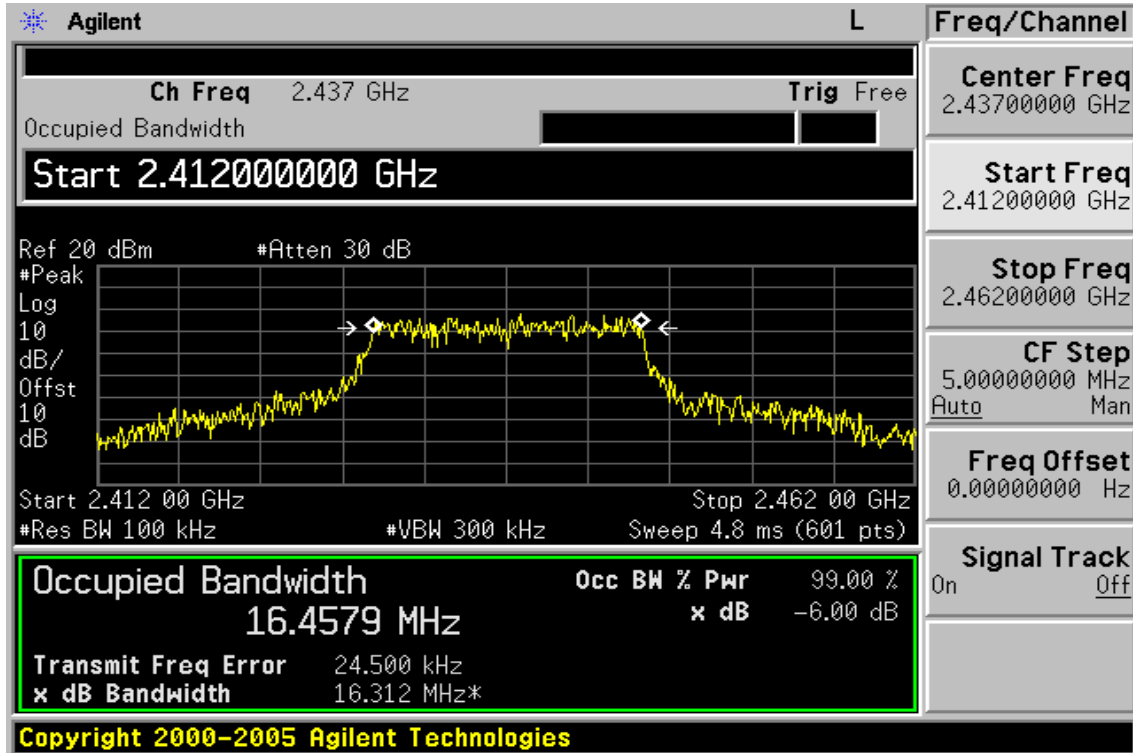 Agilent
L
Ch Freq 2.437 GHz
Trig Free
Occupied Bandwidth
Start 2.412000000 GHz
Ref 20 dBm #Atten 30 dB
#Peak
Log
10
dB/
Offst
10
dB
Start 2.412 00 GHz Stop 2.462 00 GHz
#Res BW 100 kHz #VBW 300 kHz Sweep 4.8 ms (601 pts)
Occupied Bandwidth
16.4579 MHz
Occ BW % Pwr 99.00 %
x dB -6.00 dB
Transmit Freq Error 24.500 kHz
x dB Bandwidth 16.312 MHz*
Copyright 2000-2005 Agilent Technologies
Freq/Channel
Center Freq
2.43700000 GHz
Start Freq
2.41200000 GHz
Stop Freq
2.46200000 GHz
CF Step
5.00000000 MHz
Auto Man
Freq Offset
0.00000000 Hz
Signal Track
On Off